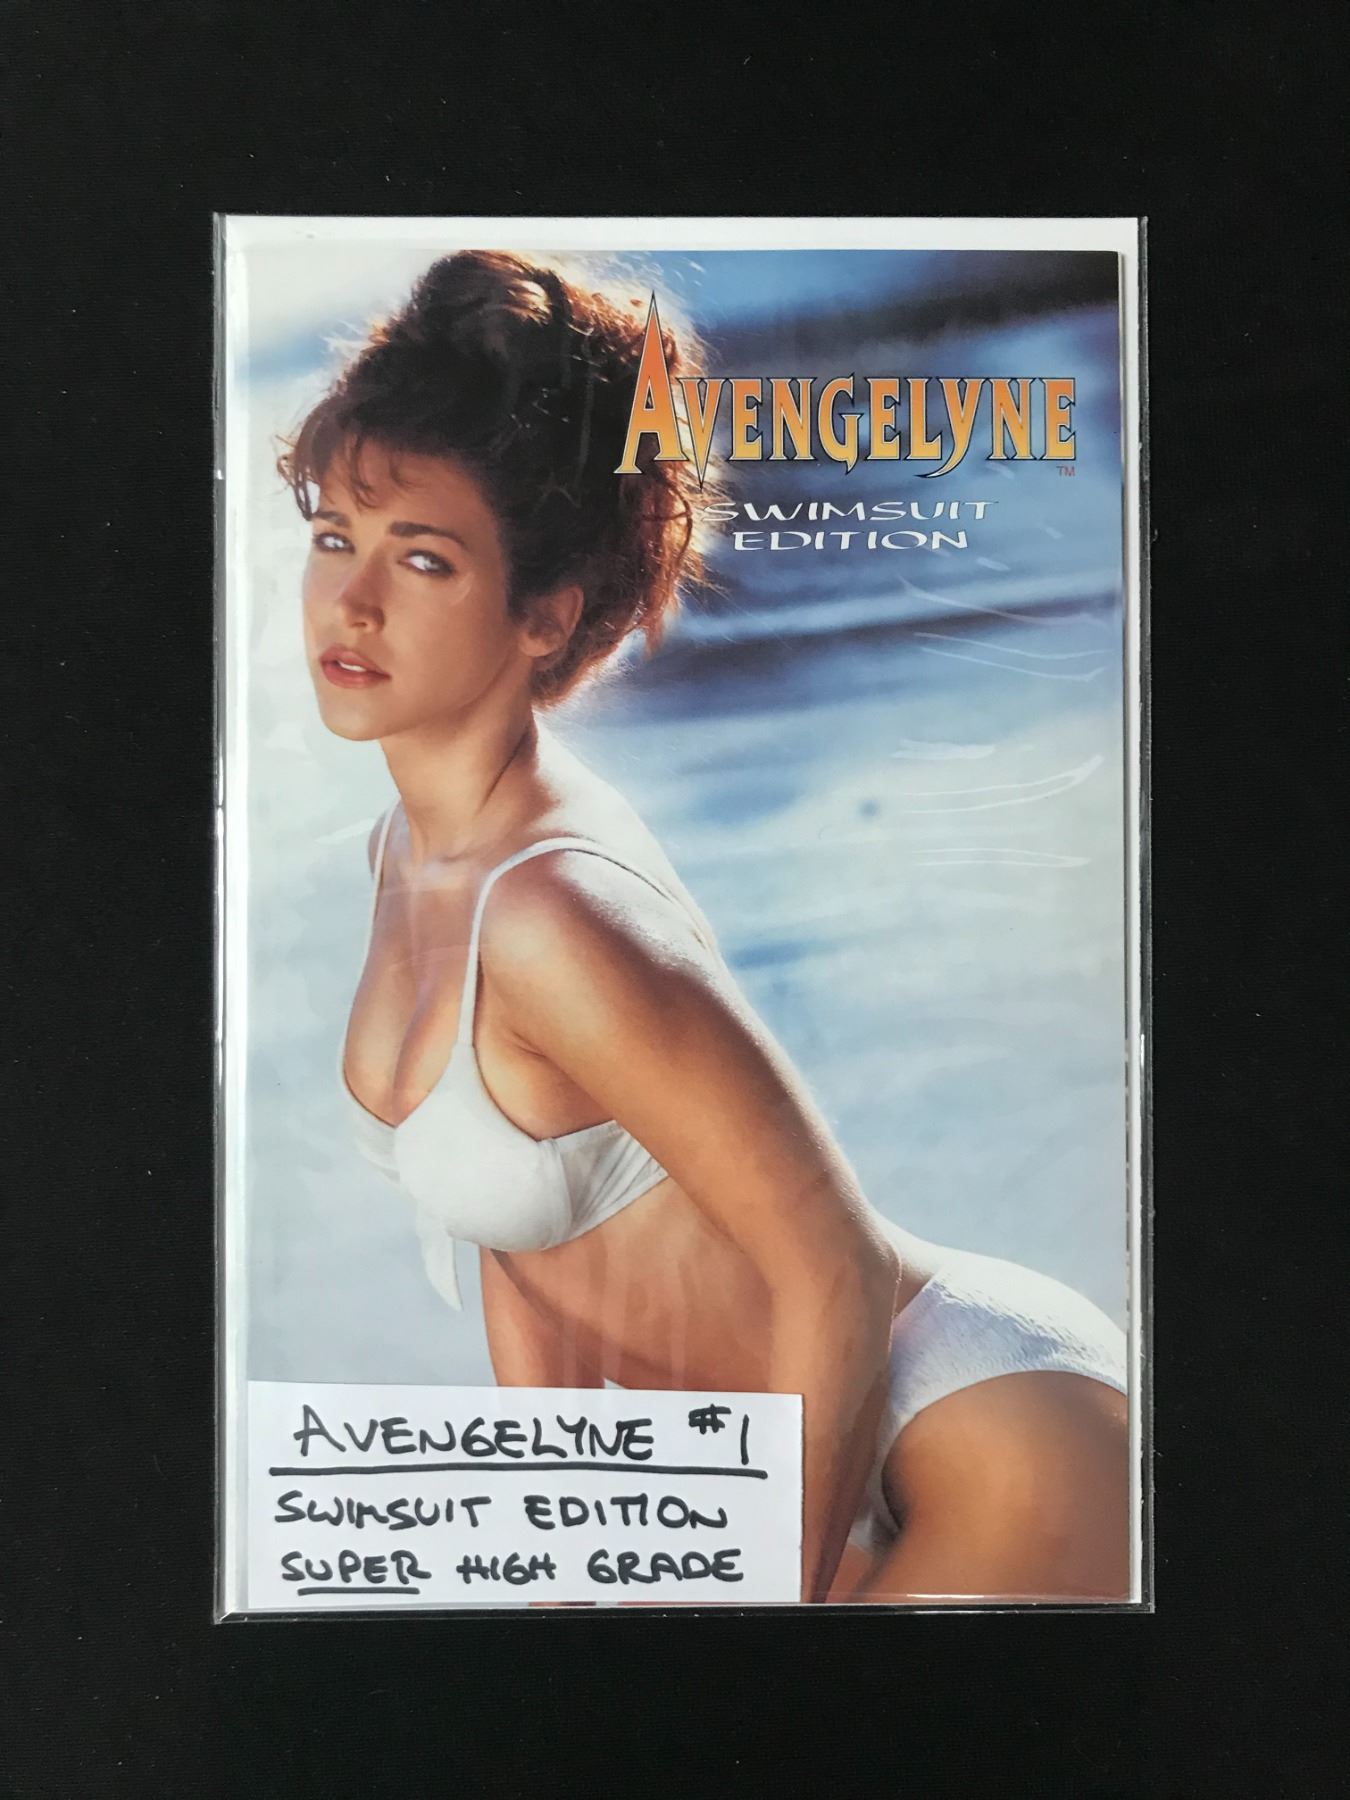 AVENGELYNE
TM
SWIMSUIT
EDITION
AVENGELYNE #1
SWIMSUIT EDITION
SUPER HIGH GRADE